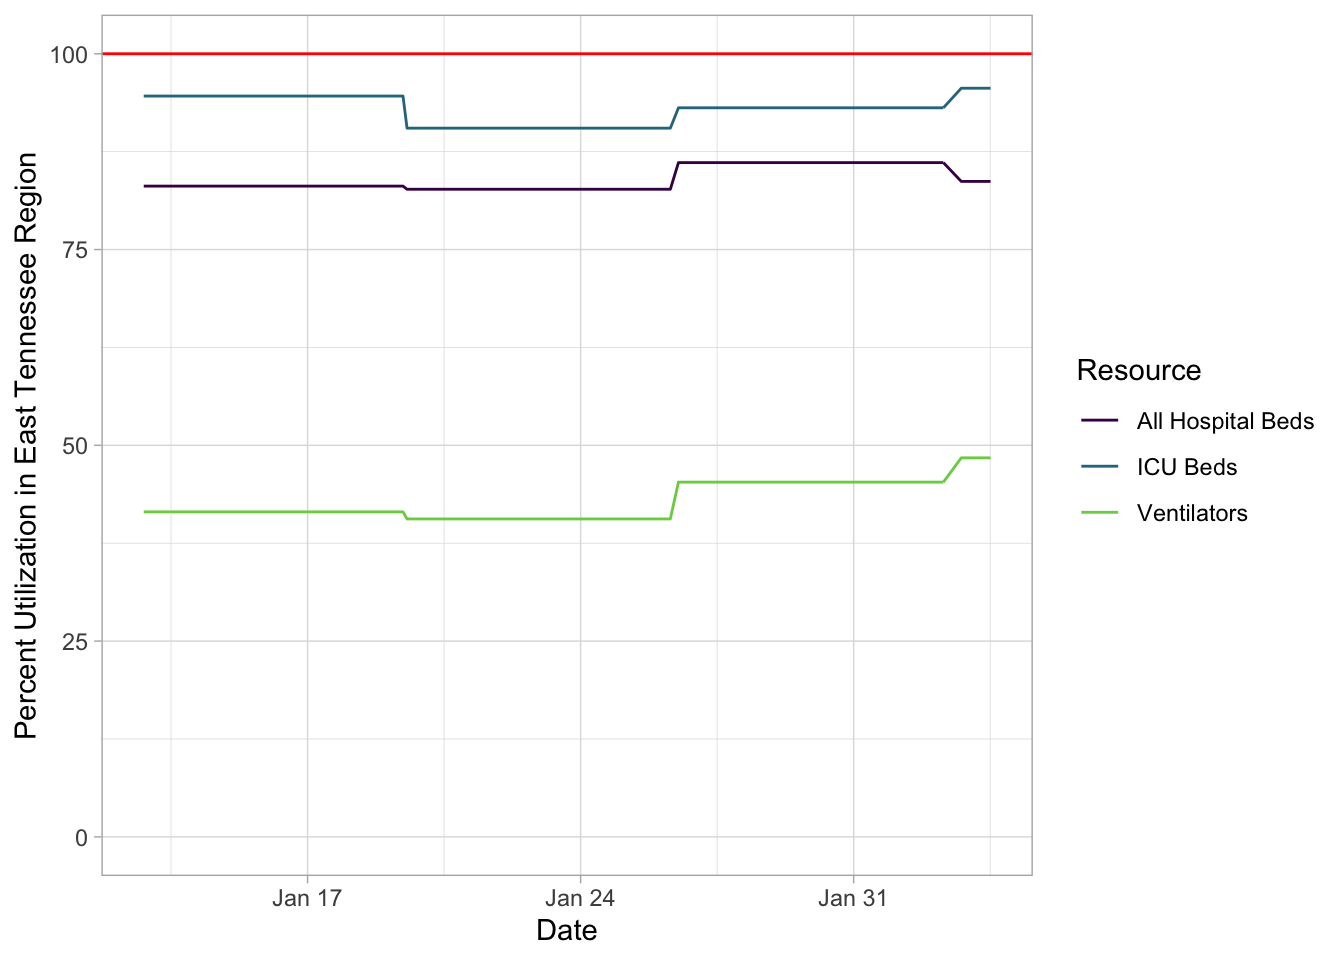 Percent Utilization in East Tennessee Region
100
75
50
25
0
Jan 17
Jan 24
Jan 31
Date
Resource
All Hospital Beds
ICU Beds
Ventilators